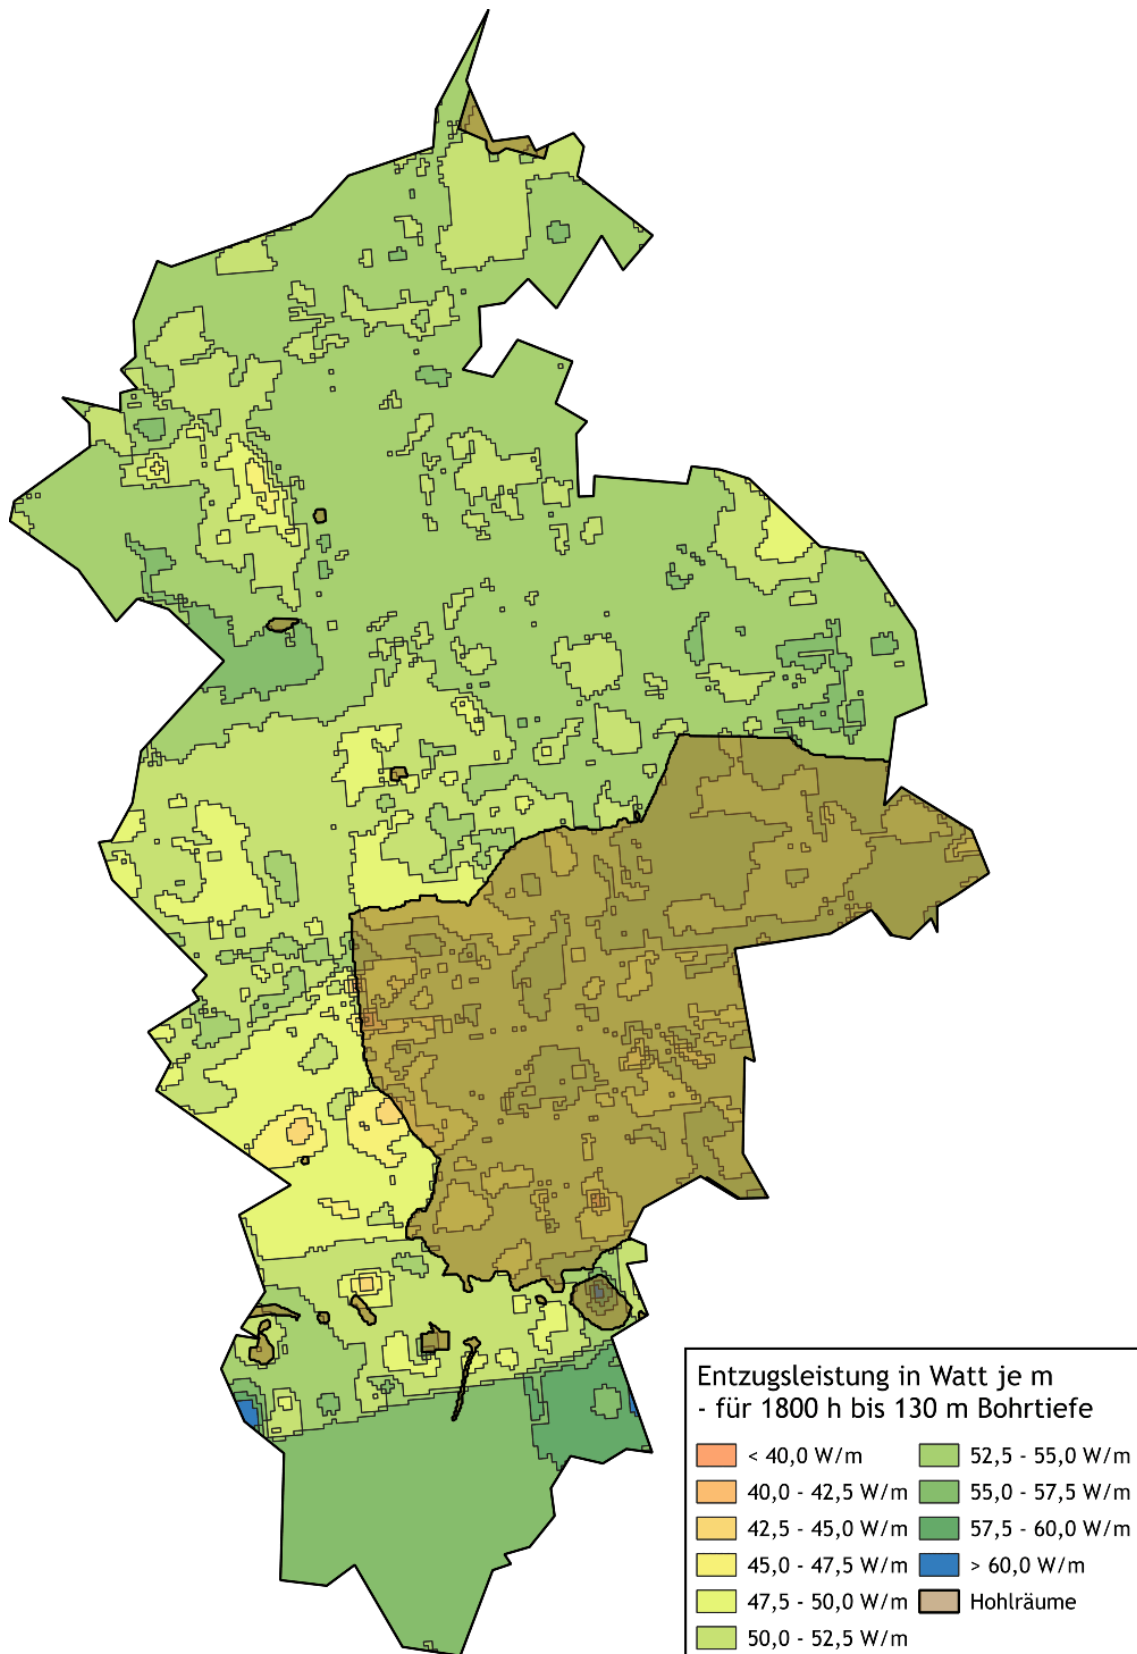 Entzugsleistung in Watt je m
- für 1800 h bis 130 m Bohrtiefe
< 40,0 W/m
40,0 - 42,5 W/m
42,5 - 45,0 W/m
45,0 - 47,5 W/m
47,5 - 50,0 W/m
50,0 - 52,5 W/m
52,5 - 55,0 W/m
55,0 - 57,5 W/m
57,5 - 60,0 W/m
> 60,0 W/m
Hohlräume